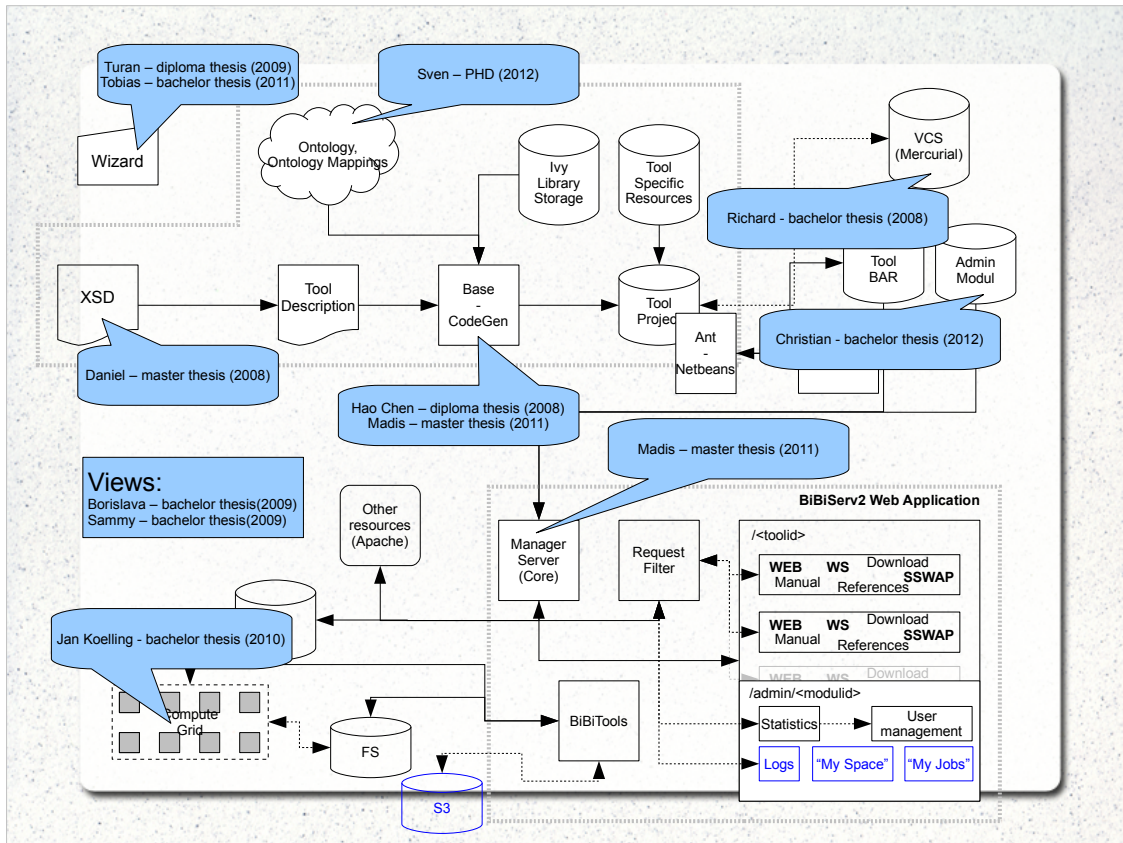 Turan – diploma thesis (2009)
Tobias – bachelor thesis (2011)
Sven – PHD (2012)
Wizard
Ontology,
Ontology Mappings
Ivy
Library
Storage
Tool
Specific
Resources
VCS
(Mercurial)
Richard - bachelor thesis (2008)
XSD
Tool
Description
Base
-
CodeGen
Tool
Project
Ant
-
Netbeans
Tool
BAR
Admin
Modul
Christian - bachelor thesis (2012)
Daniel – master thesis (2008)
Hao Chen – diploma thesis (2008)
Madis – master thesis (2011)
Madis – master thesis (2011)
Views:
Borislava – bachelor thesis(2009)
Sammy – bachelor thesis(2009)
Other
resources
(Apache)
BiBiServ2 Web Application
Manager
Server
(Core)
Request
Filter
/<toolid>
WEB WS Download
Manual References SSWAP
WEB WS Download
Manual References SSWAP
WEB WS Download
/admin/<modulid>
Statistics
User
management
Logs
“My Space”
“My Jobs”
Jan Koelling - bachelor thesis (2010)
Compute
Grid
FS
BiBiTools
S3